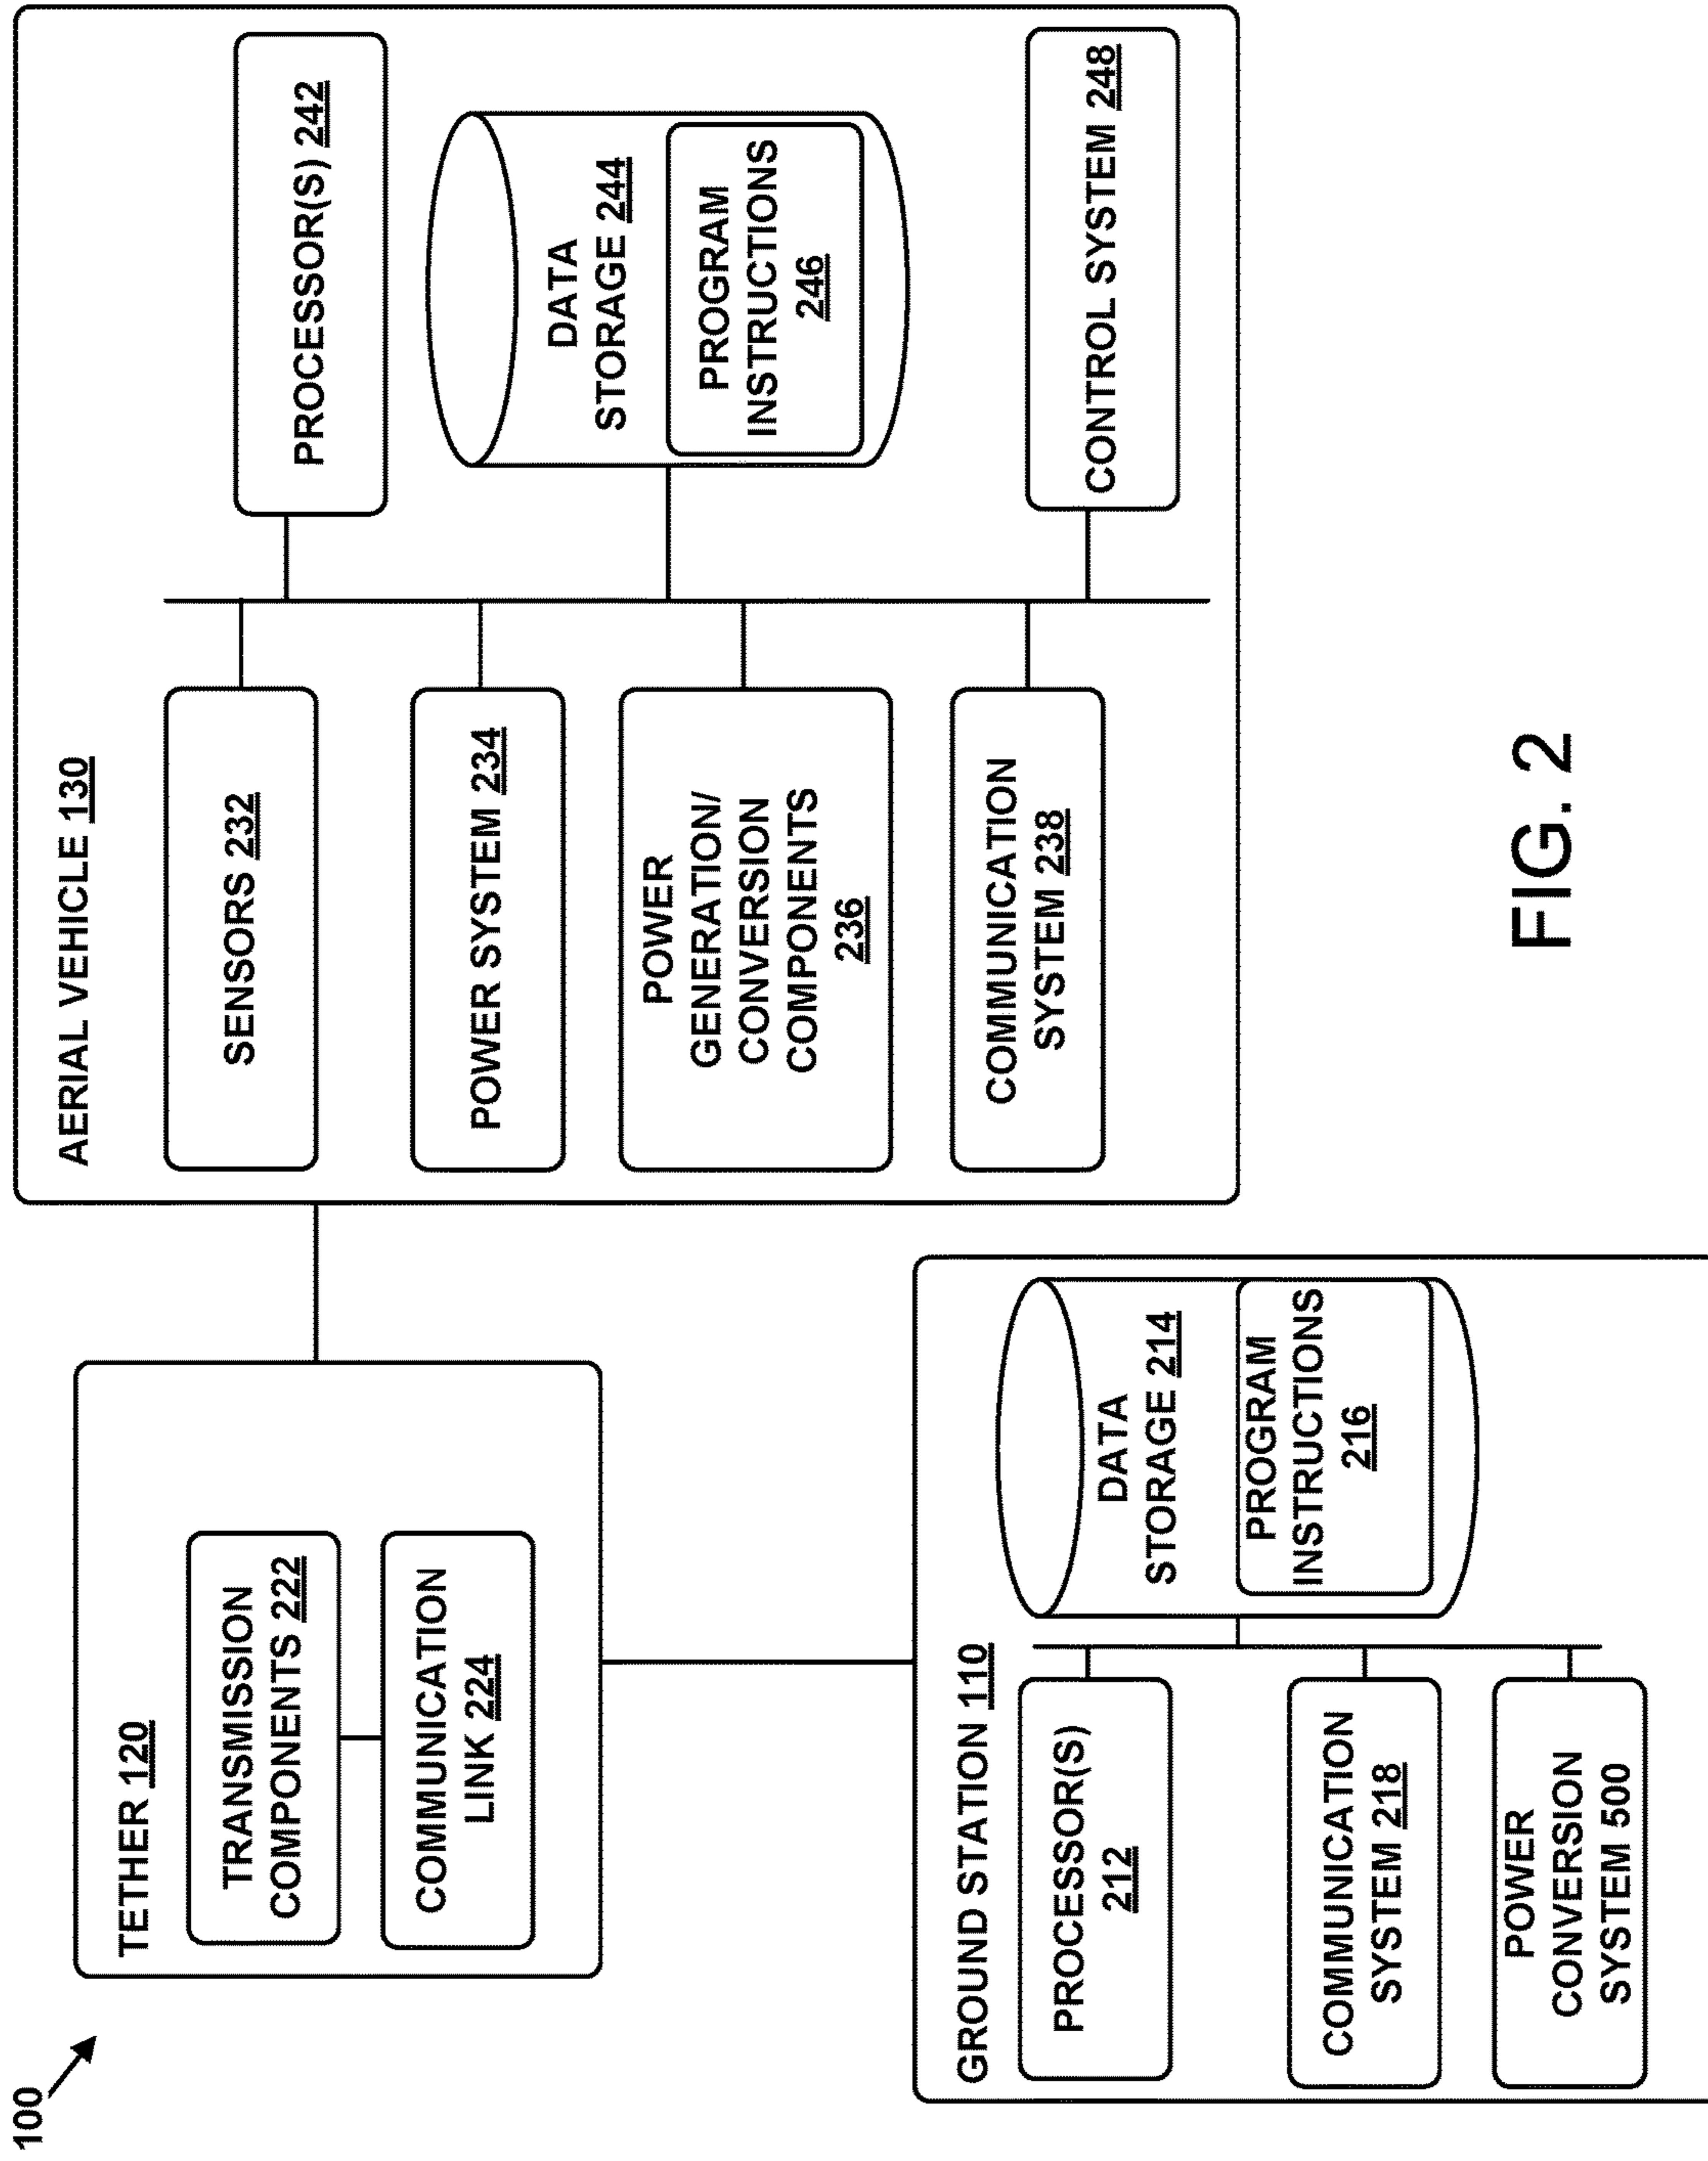 100
TETHER 120
TRANSMISSION
COMPONENTS 222
COMMUNICATION
LINK 224
GROUND STATION 110
PROCESSOR(S)
212
COMMUNICATION
SYSTEM 218
POWER
CONVERSION
SYSTEM 500
DATA
STORAGE 214
PROGRAM
INSTRUCTIONS
216
AERIAL VEHICLE 130
SENSORS 232
POWER SYSTEM 234
POWER
GENERATION/
CONVERSION
COMPONENTS
236
COMMUNICATION
SYSTEM 238
PROCESSOR(S) 242
DATA
STORAGE 244
PROGRAM
INSTRUCTIONS
246
CONTROL SYSTEM 248
FIG. 2